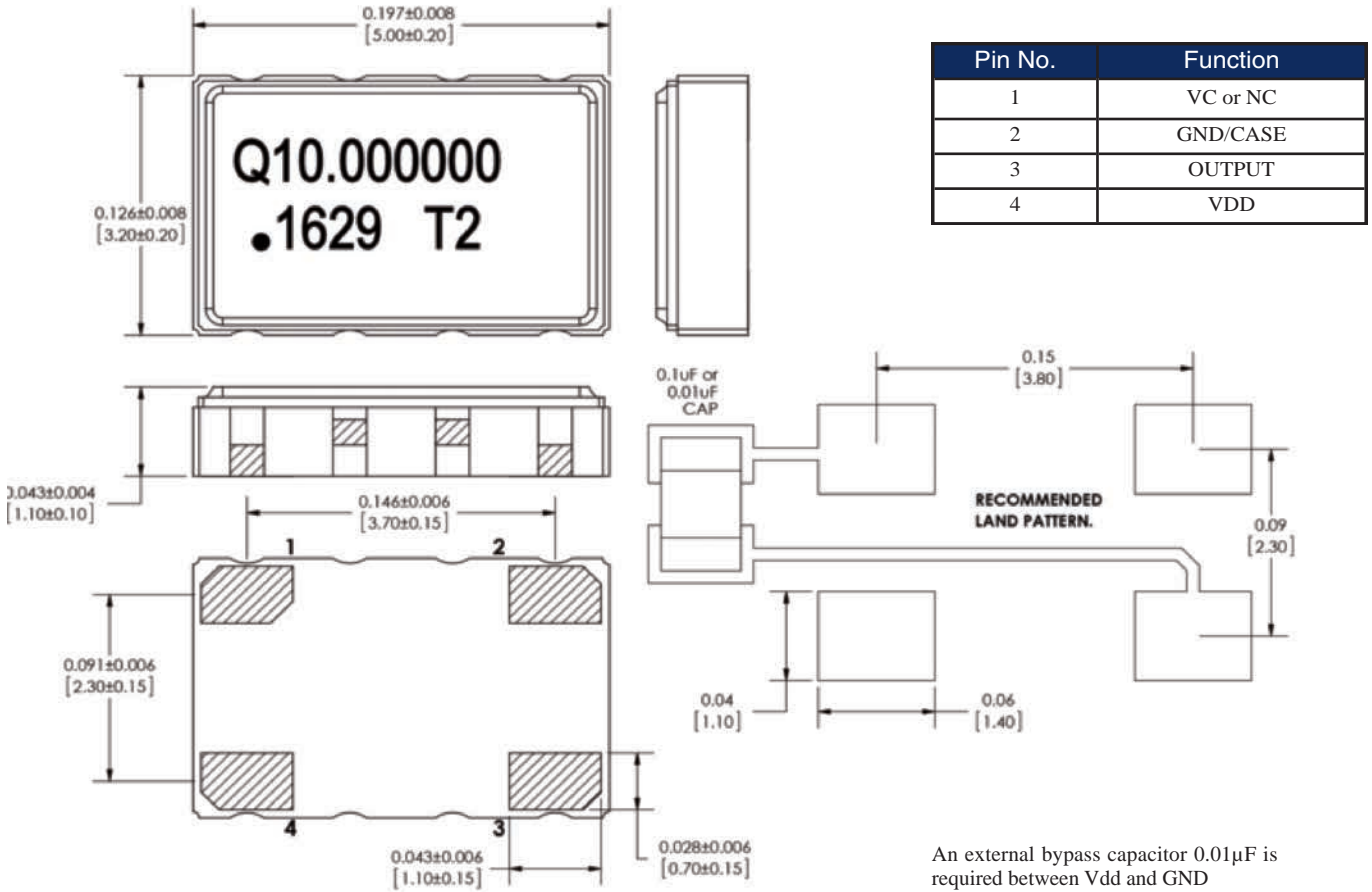 0.197±0.008
[5.00±0.20]
Pin No. Function
1 VC or NC
2 GND/CASE
3 OUTPUT
4 VDD
Q10.000000
.1629 T2
0.126±0.008
[3.20±0.20]
0.15
[3.80]
0.1uF or
0.01uF
CAP
0.043±0.004
[1.10±0.10]
0.146±0.006
[3.70±0.15]
RECOMMENDED
LAND PATTERN.
0.09
[2.30]
1 2
0.091±0.006
[2.30±0.15]
0.04
[1.10]
0.06
[1.40]
4 3
0.043±0.006
[1.10±0.15]
0.028±0.006
[0.70±0.15]
An external bypass capacitor 0.01µF is
required between Vdd and GND